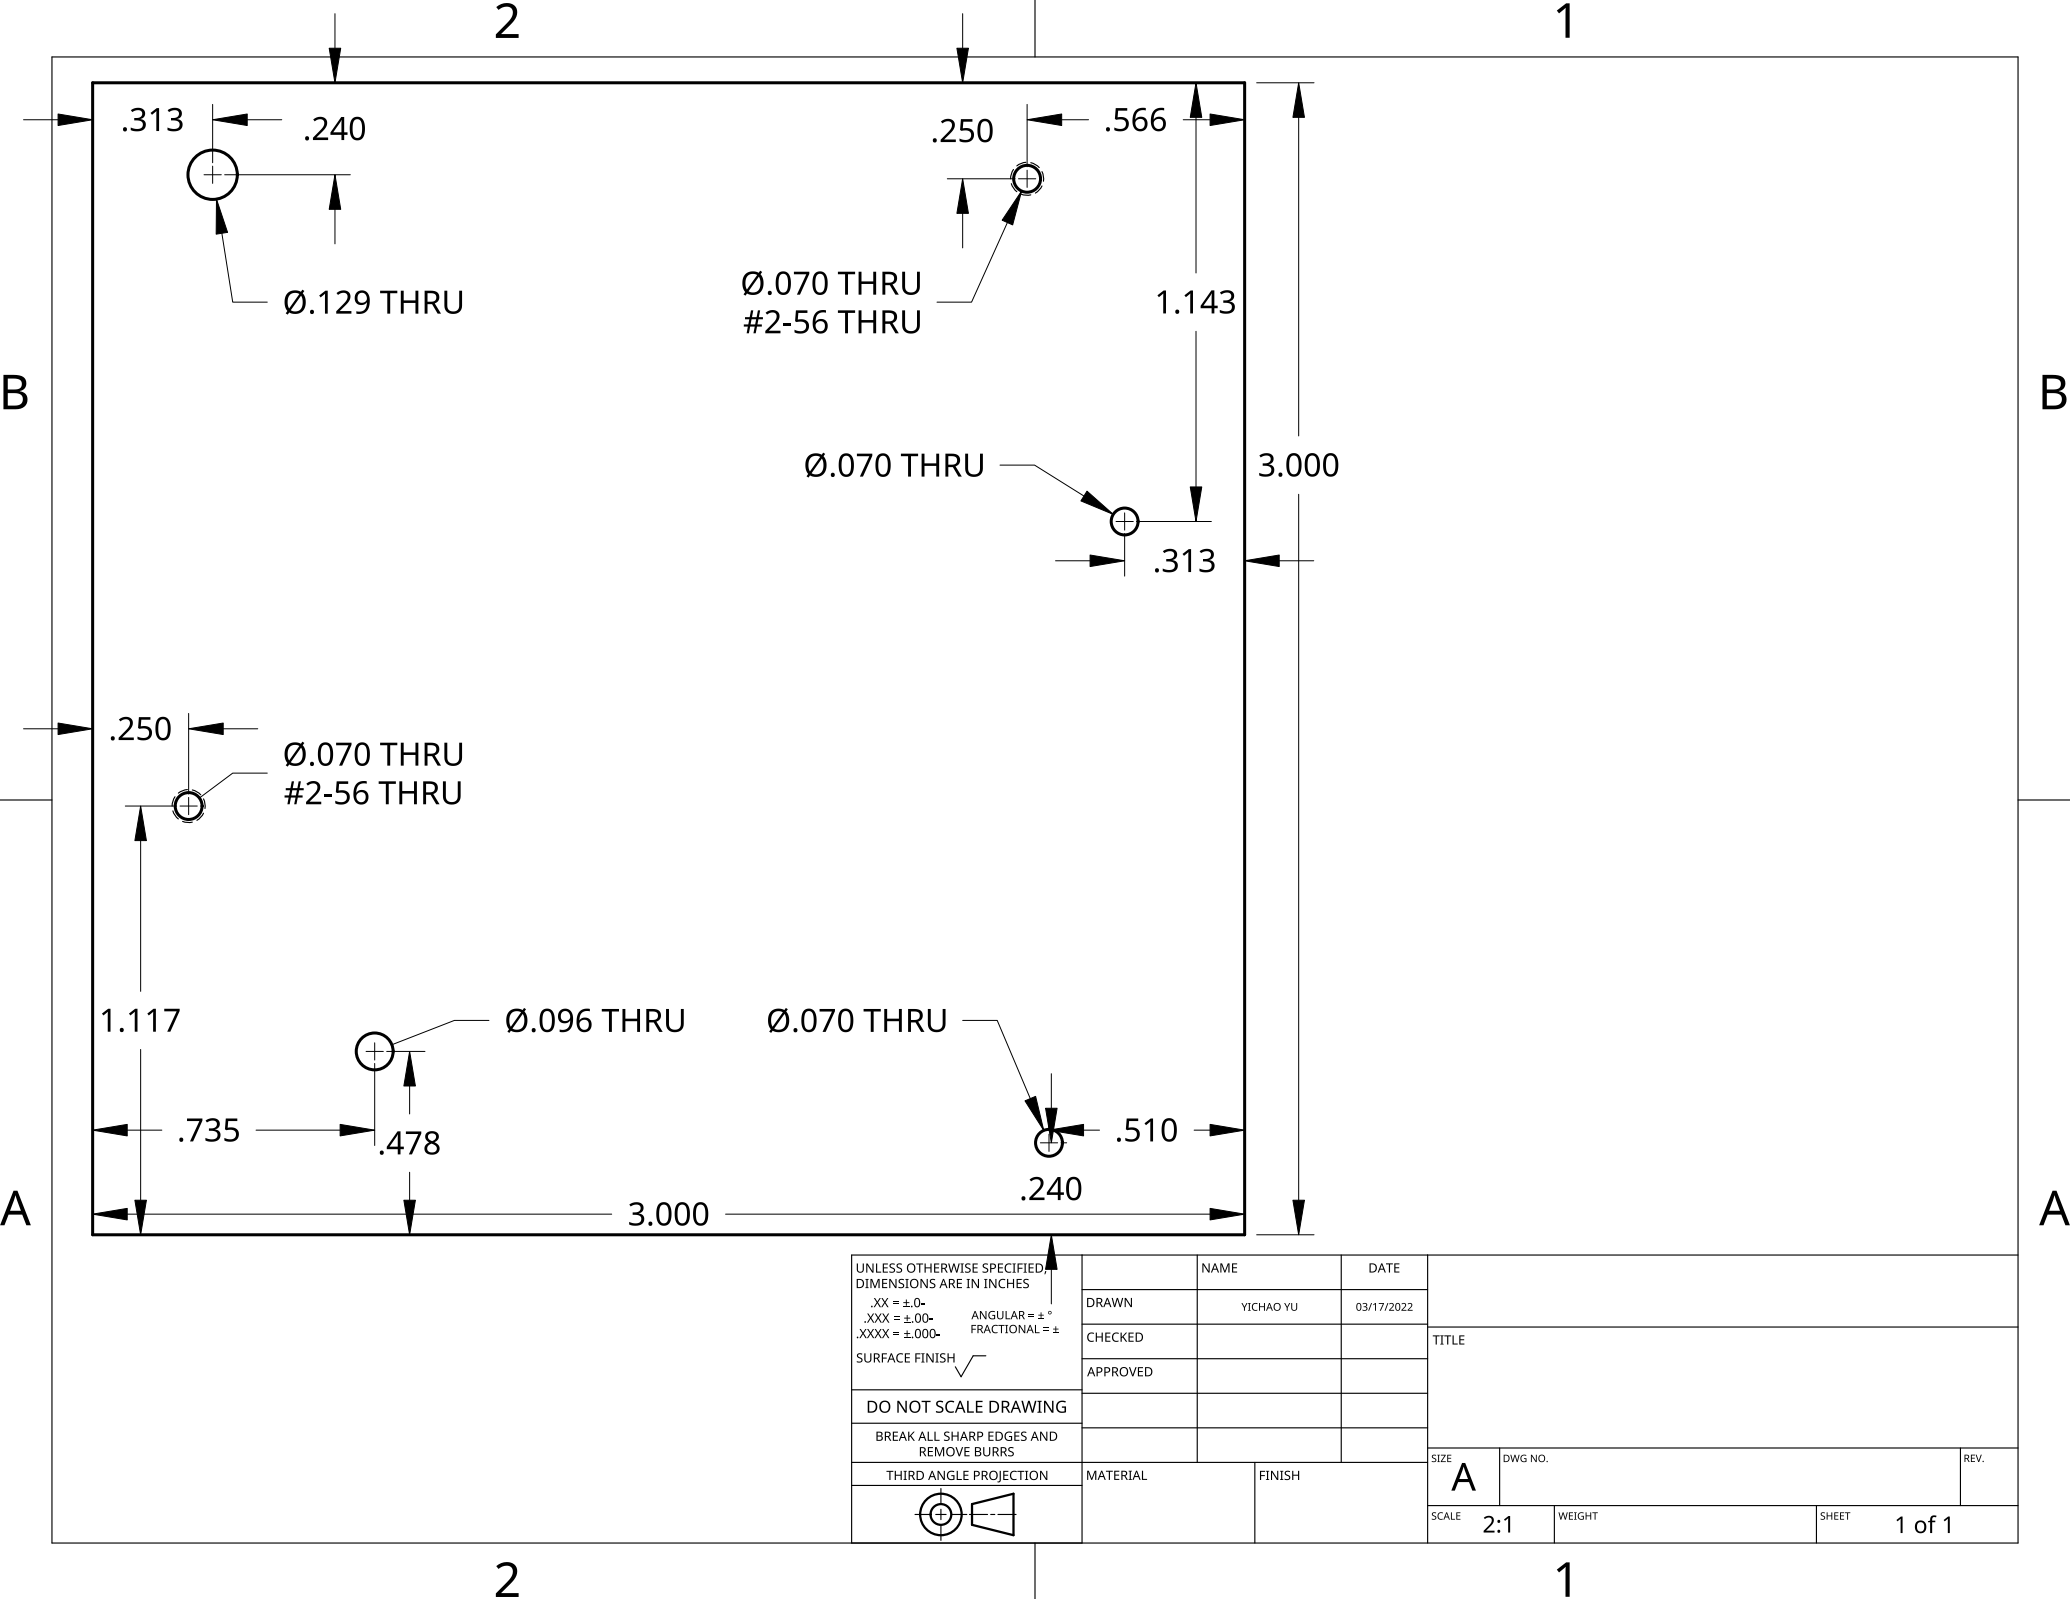 2
1
.313
.240
.250
.566
Ø.129 THRU
Ø.070 THRU
#2-56 THRU
1.143
B
B
Ø.070 THRU
3.000
.313
.250
Ø.070 THRU
#2-56 THRU
1.117
Ø.096 THRU
Ø.070 THRU
.735
.478
.510
.240
3.000
A
A
UNLESS OTHERWISE SPECIFIED,
DIMENSIONS ARE IN INCHES
.XX = ±.0-
.XXX = ±.00-
.XXXX = ±.000-
ANGULAR = ± °
FRACTIONAL = ±
SURFACE FINISH
DO NOT SCALE DRAWING
BREAK ALL SHARP EDGES AND
REMOVE BURRS
THIRD ANGLE PROJECTION
NAME
DATE
DRAWN
YICHAO YU
03/17/2022
CHECKED
APPROVED
MATERIAL
FINISH
TITLE
SIZE
A
DWG NO.
REV.
SCALE
2:1
WEIGHT
SHEET
1 of 1
2
1